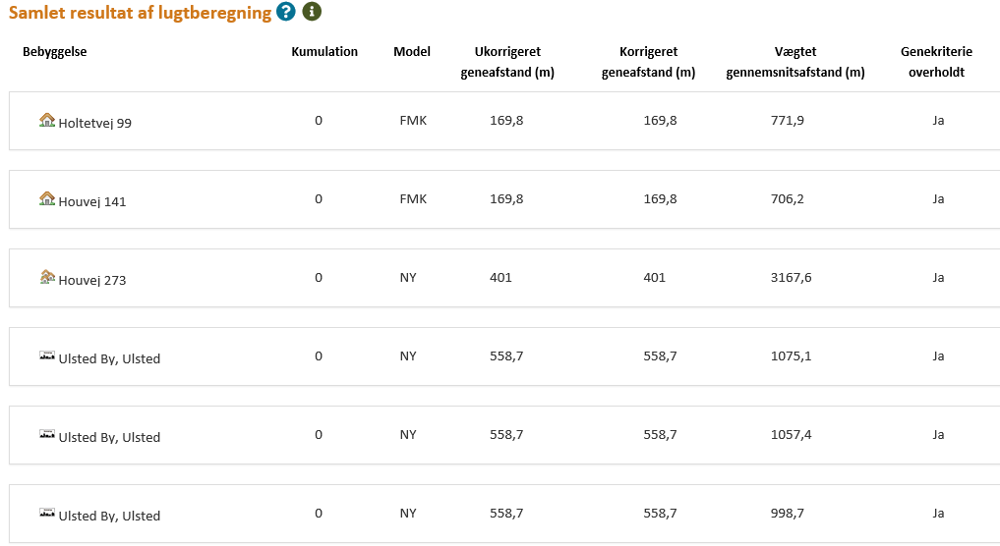 Samlet resultat af lugtberegning ? i
Bebyggelse Kumulation Model Ukorrigeret geneafstand (m) Korrigeret geneafstand (m) Vægtet gennemsnitsafstand (m) Genekriterie overholdt
Holtetvej 99 0 FMK 169,8 169,8 771,9 Ja
Houvej 141 0 FMK 169,8 169,8 706,2 Ja
Houvej 273 0 NY 401 401 3167,6 Ja
Ulsted By, Ulsted 0 NY 558,7 558,7 1075,1 Ja
Ulsted By, Ulsted 0 NY 558,7 558,7 1057,4 Ja
Ulsted By, Ulsted 0 NY 558,7 558,7 998,7 Ja